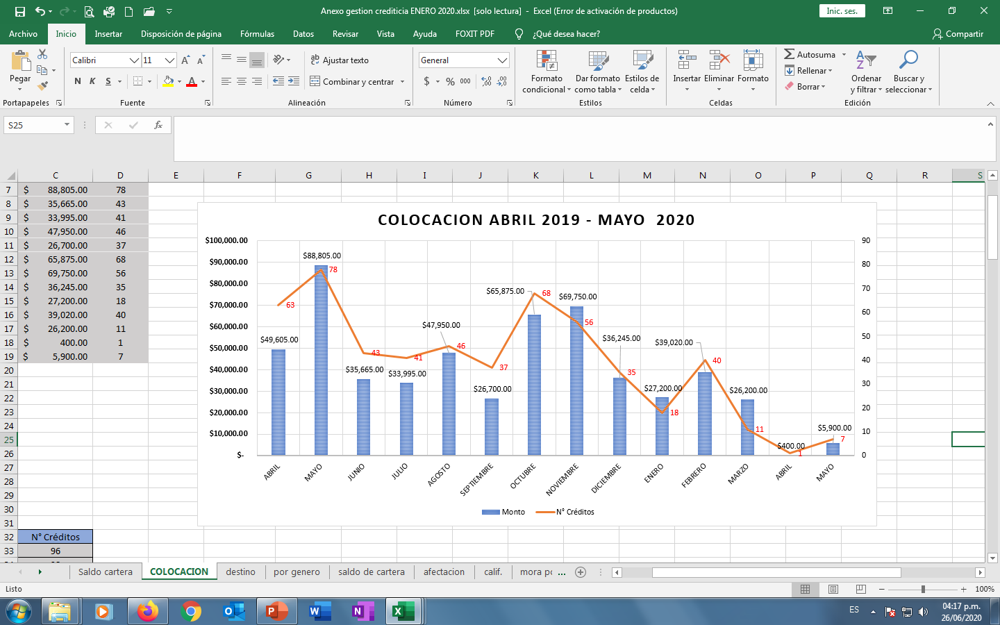 Anexo gestion crediticia ENERO 2020.xlsx [solo lectura] - Excel (Error de activación de productos)
Inic. ses.
Archivo Inicio Insertar Disposición de página Fórmulas Datos Revisar Vista Ayuda FOXIT PDF ¿Qué desea hacer? Compartir
Pegar
Portapapeles
Calibri 11
N K S
Fuente
Ajustar texto
Combinar y centrar
Alineación
General
$ % 000
Número
Formato condicional
Dar formato como tabla
Estilos de celda
Estilos
Insertar Eliminar Formato
Celdas
Autosuma
Rellenar
Borrar
Ordenar y filtrar
Buscar y seleccionar
Edición
S25
fx
C D E F G H I J K L M N O P Q R S
7 $ 88,805.00 78
8 $ 35,665.00 43
9 $ 33,995.00 41
10 $ 47,950.00 46
11 $ 26,700.00 37
12 $ 65,875.00 68
13 $ 69,750.00 56
14 $ 36,245.00 35
15 $ 27,200.00 18
16 $ 39,020.00 40
17 $ 26,200.00 11
18 $ 400.00 1
19 $ 5,900.00 7
20
21
22
23
24
25
26
27
28
29
30
31
32 N° Créditos
33 96
COLOCACION ABRIL 2019 - MAYO 2020
$100,000.00
$90,000.00
$80,000.00
$70,000.00
$60,000.00
$50,000.00
$40,000.00
$30,000.00
$20,000.00
$10,000.00
$-
90
80
70
60
50
40
30
20
10
0
$49,605.00
$88,805.00
$35,665.00
$33,995.00
$47,950.00
$26,700.00
$65,875.00
$69,750.00
$36,245.00
$27,200.00
$39,020.00
$26,200.00
$400.00
$5,900.00
63
78
43
41
46
37
68
56
35
18
40
11
1
7
ABRIL MAYO JUNIO JULIO AGOSTO SEPTIEMBRE OCTUBRE NOVIEMBRE DICIEMBRE ENERO FEBRERO MARZO ABRIL MAYO
Monto N° Créditos
Saldo cartera COLOCACION destino por genero saldo de cartera afectacion calif. mora po ...
Listo
100%
ES
04:17 p.m.
26/06/2020